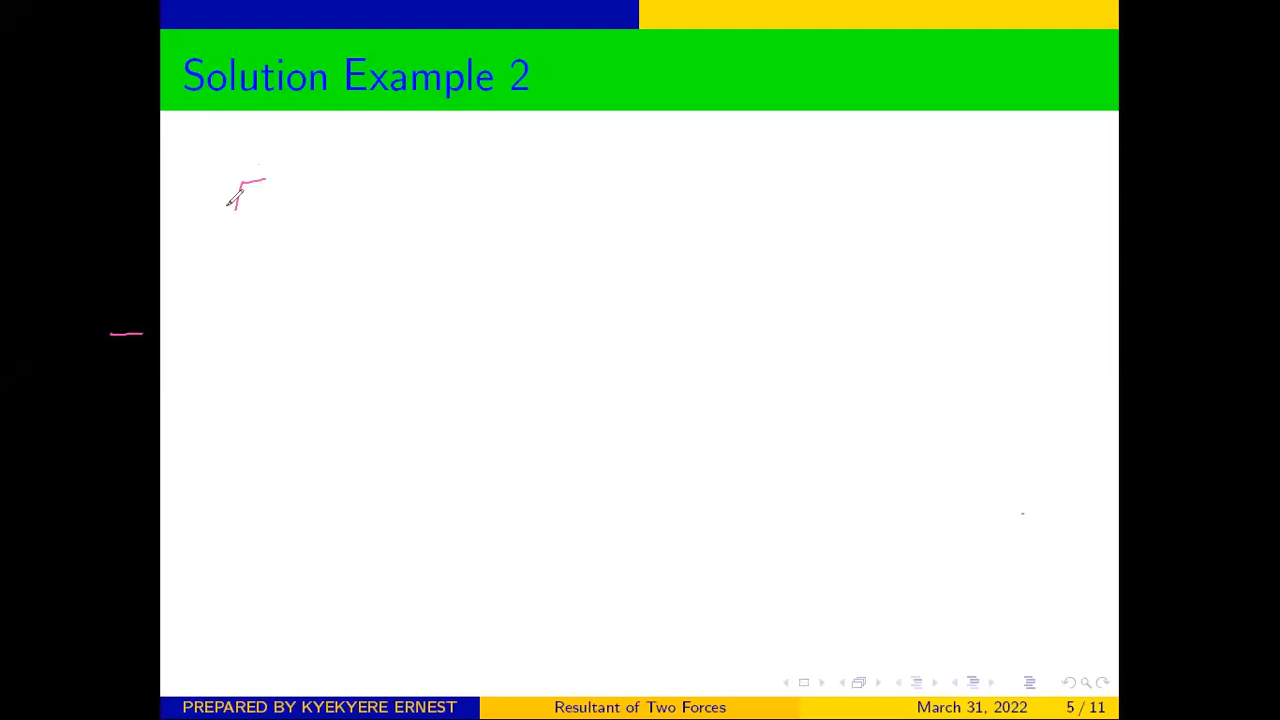 Solution Example 2
PREPARED BY KYEKYERE ERNEST Resultant of Two Forces March 31, 2022 5 / 11